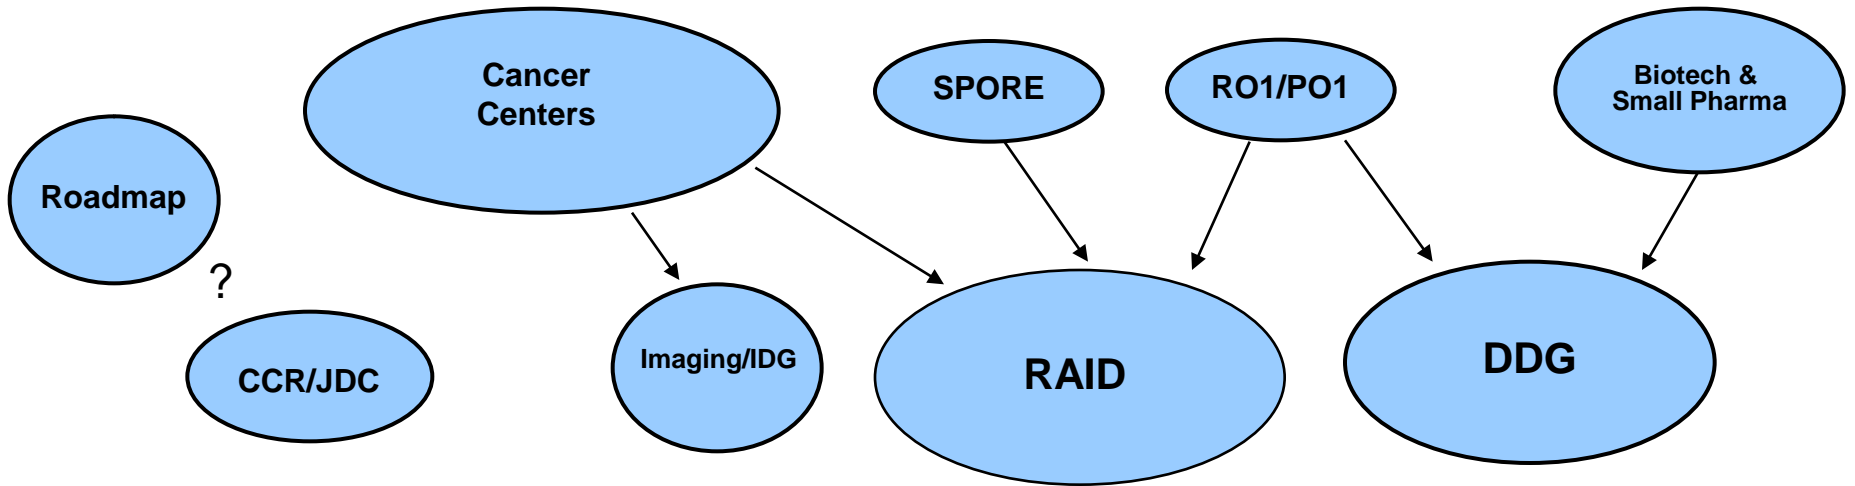 Cancer
Centers
SPORE
RO1/PO1
Biotech &
Small Pharma
Roadmap
?
CCR/JDC
Imaging/IDG
RAID
DDG